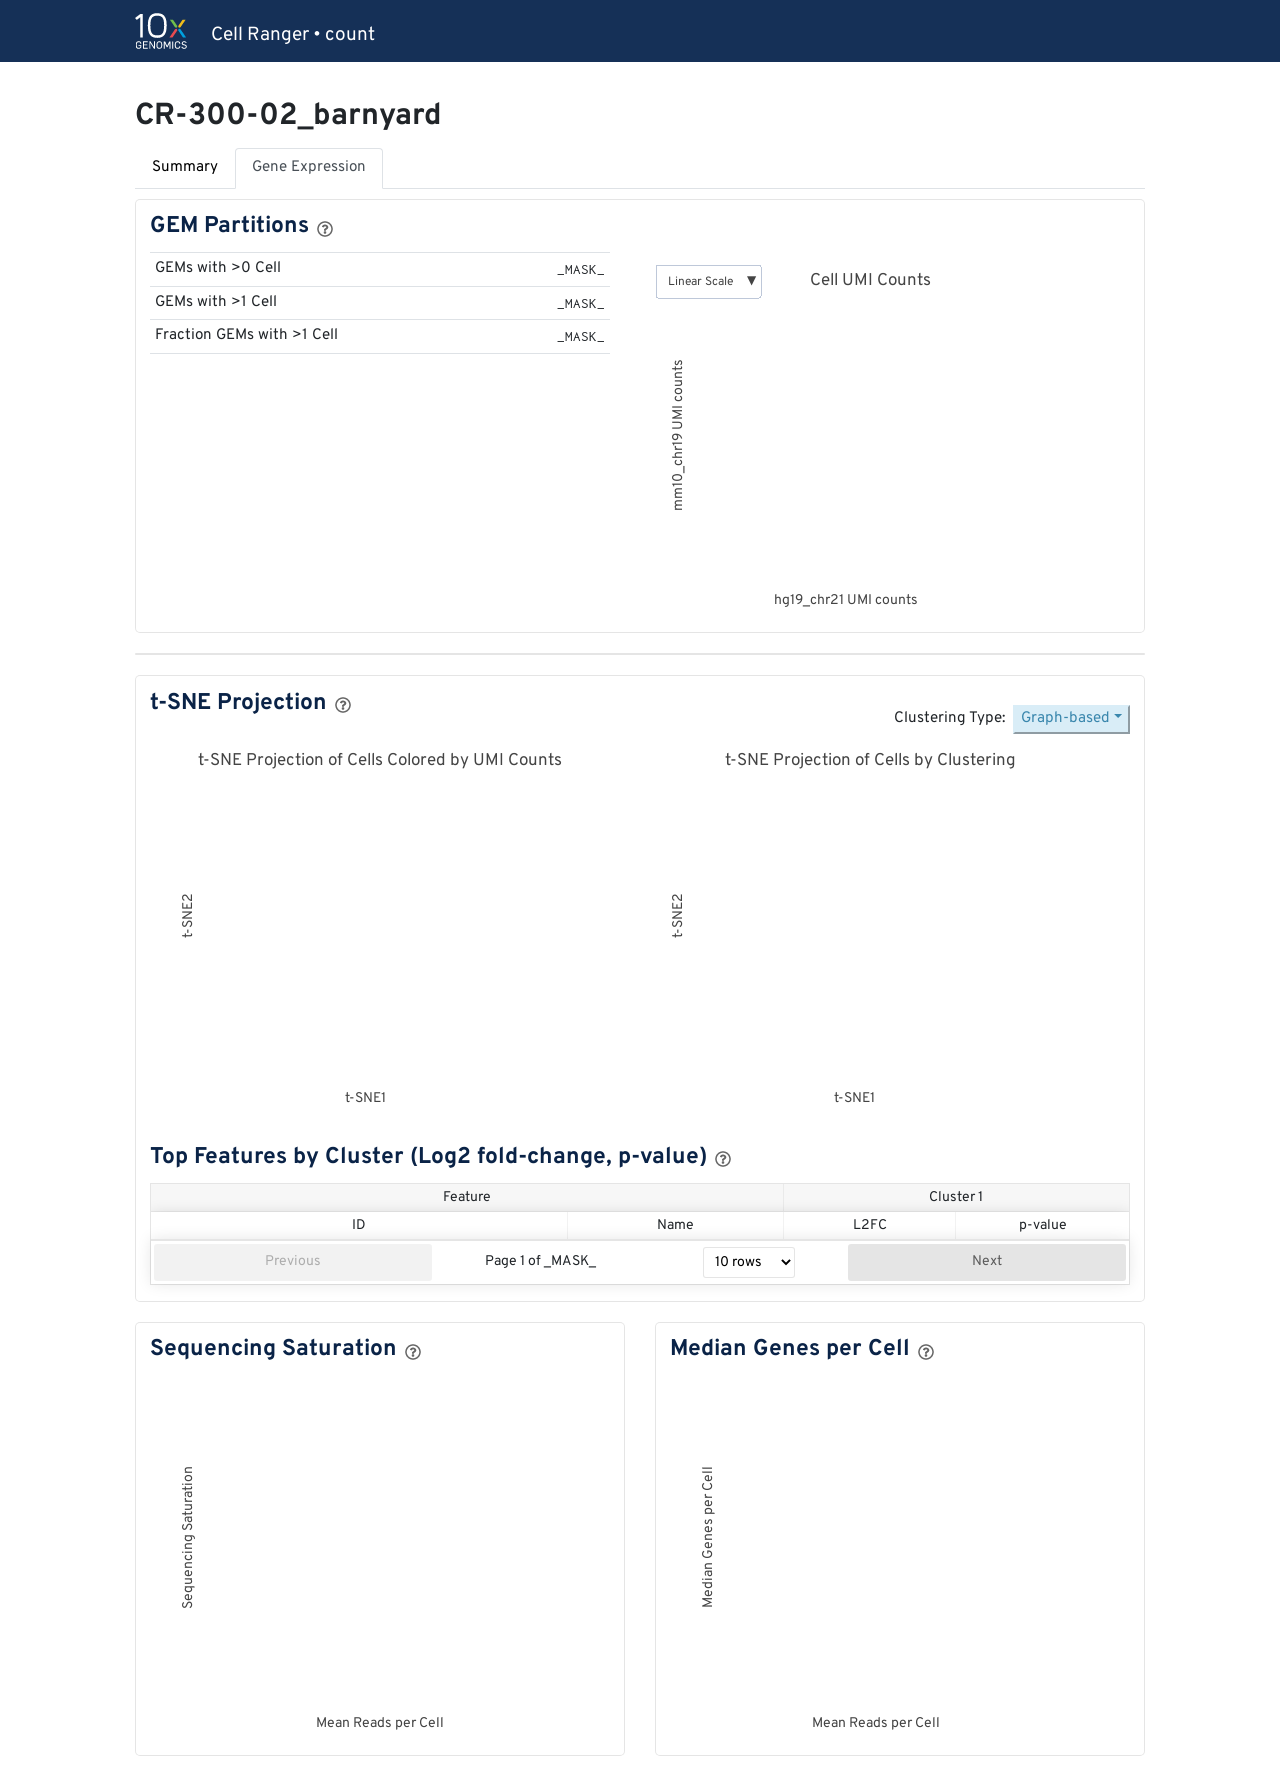 10x
GENOMICS
Cell Ranger • count
CR-300-02_barnyard
Summary
Gene Expression
GEM Partitions ?
GEMs with >0 Cell _MASK_
GEMs with >1 Cell _MASK_
Fraction GEMs with >1 Cell _MASK_
Linear Scale ▼
Cell UMI Counts
mm10_chr19 UMI counts
hg19_chr21 UMI counts
t-SNE Projection ?
Clustering Type: Graph-based
t-SNE Projection of Cells Colored by UMI Counts
t-SNE2
t-SNE1
t-SNE Projection of Cells by Clustering
t-SNE2
t-SNE1
Top Features by Cluster (Log2 fold-change, p-value) ?
Feature Cluster 1
ID Name L2FC p-value
Previous Page 1 of _MASK_ 10 rows Next
Sequencing Saturation ?
Sequencing Saturation
Mean Reads per Cell
Median Genes per Cell ?
Median Genes per Cell
Mean Reads per Cell